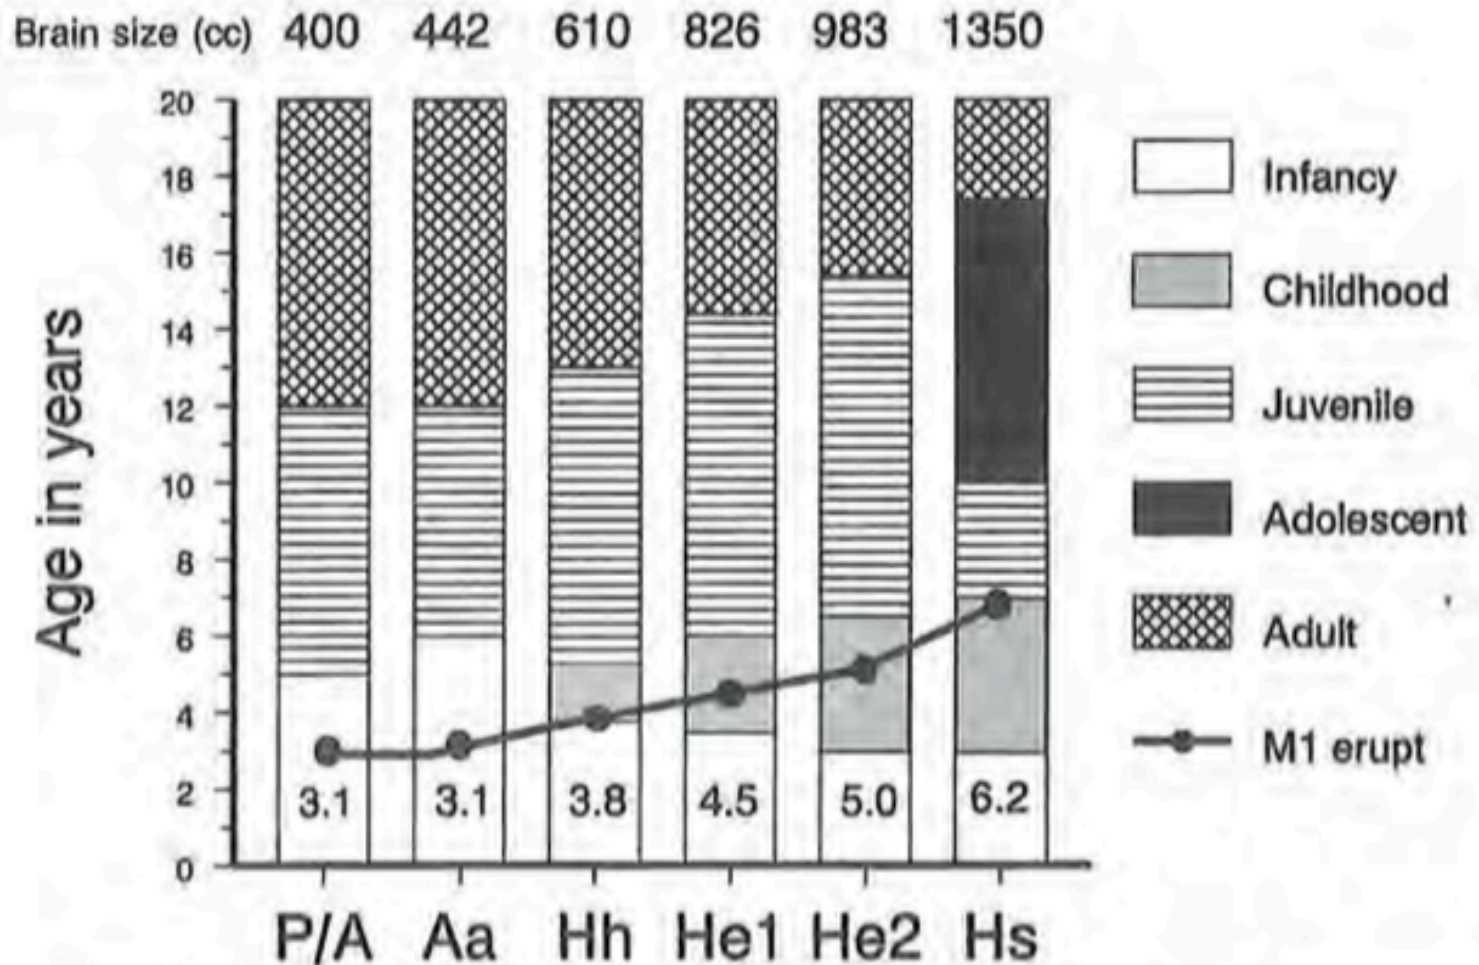 Brain size (cc) 400 442 610 826 983 1350
20
18
16
14
12
10
8
6
4
2
0
Age in years
3.1 3.1 3.8 4.5 5.0 6.2
P/A Aa Hh He1 He2 Hs
Infancy
Childhood
Juvenile
Adolescent
Adult
M1 erupt